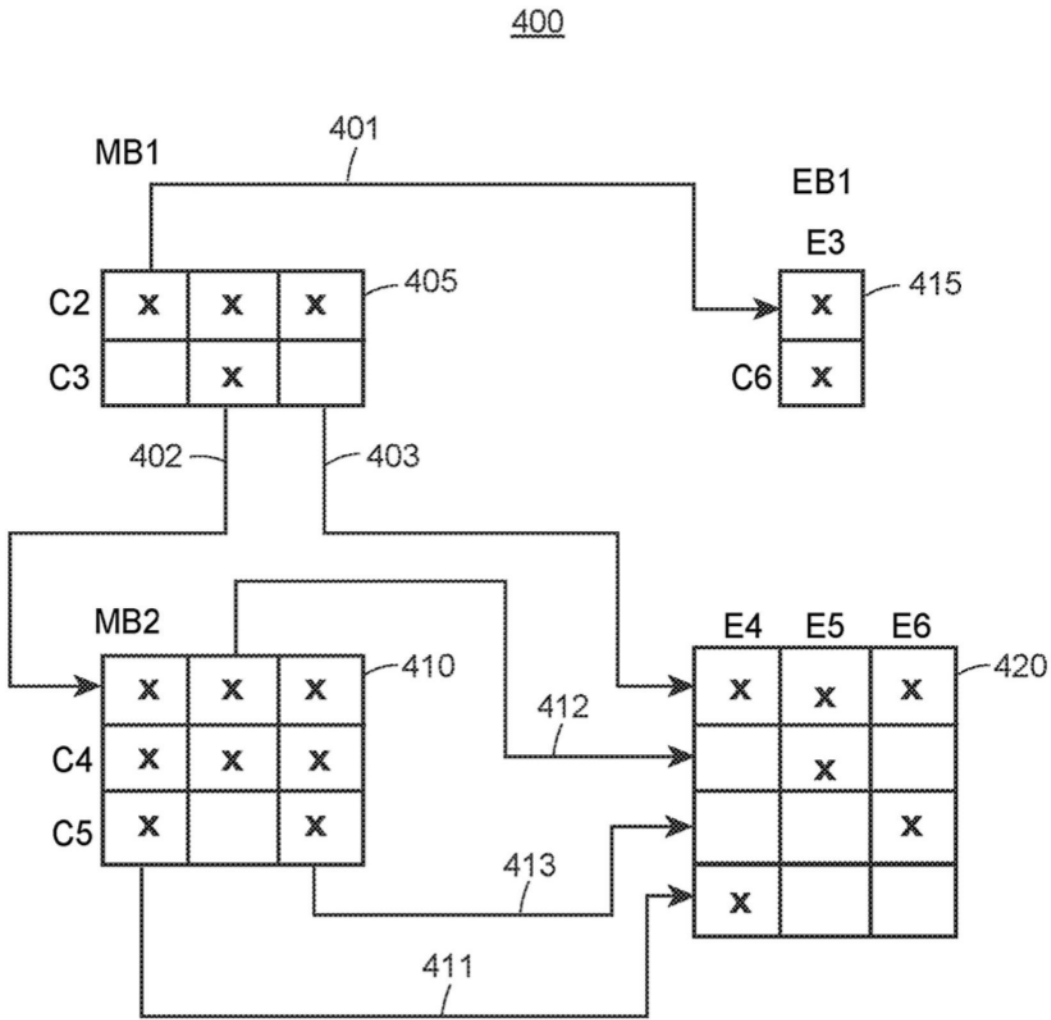 400
401
MB1
EB1
E3
C2 x x x 405
x 415
C3 x
C6 x
402 403
MB2
E4 E5 E6
x x x 410
x x x 420
412
C4 x x x
x
C5 x x
x
413
x
411